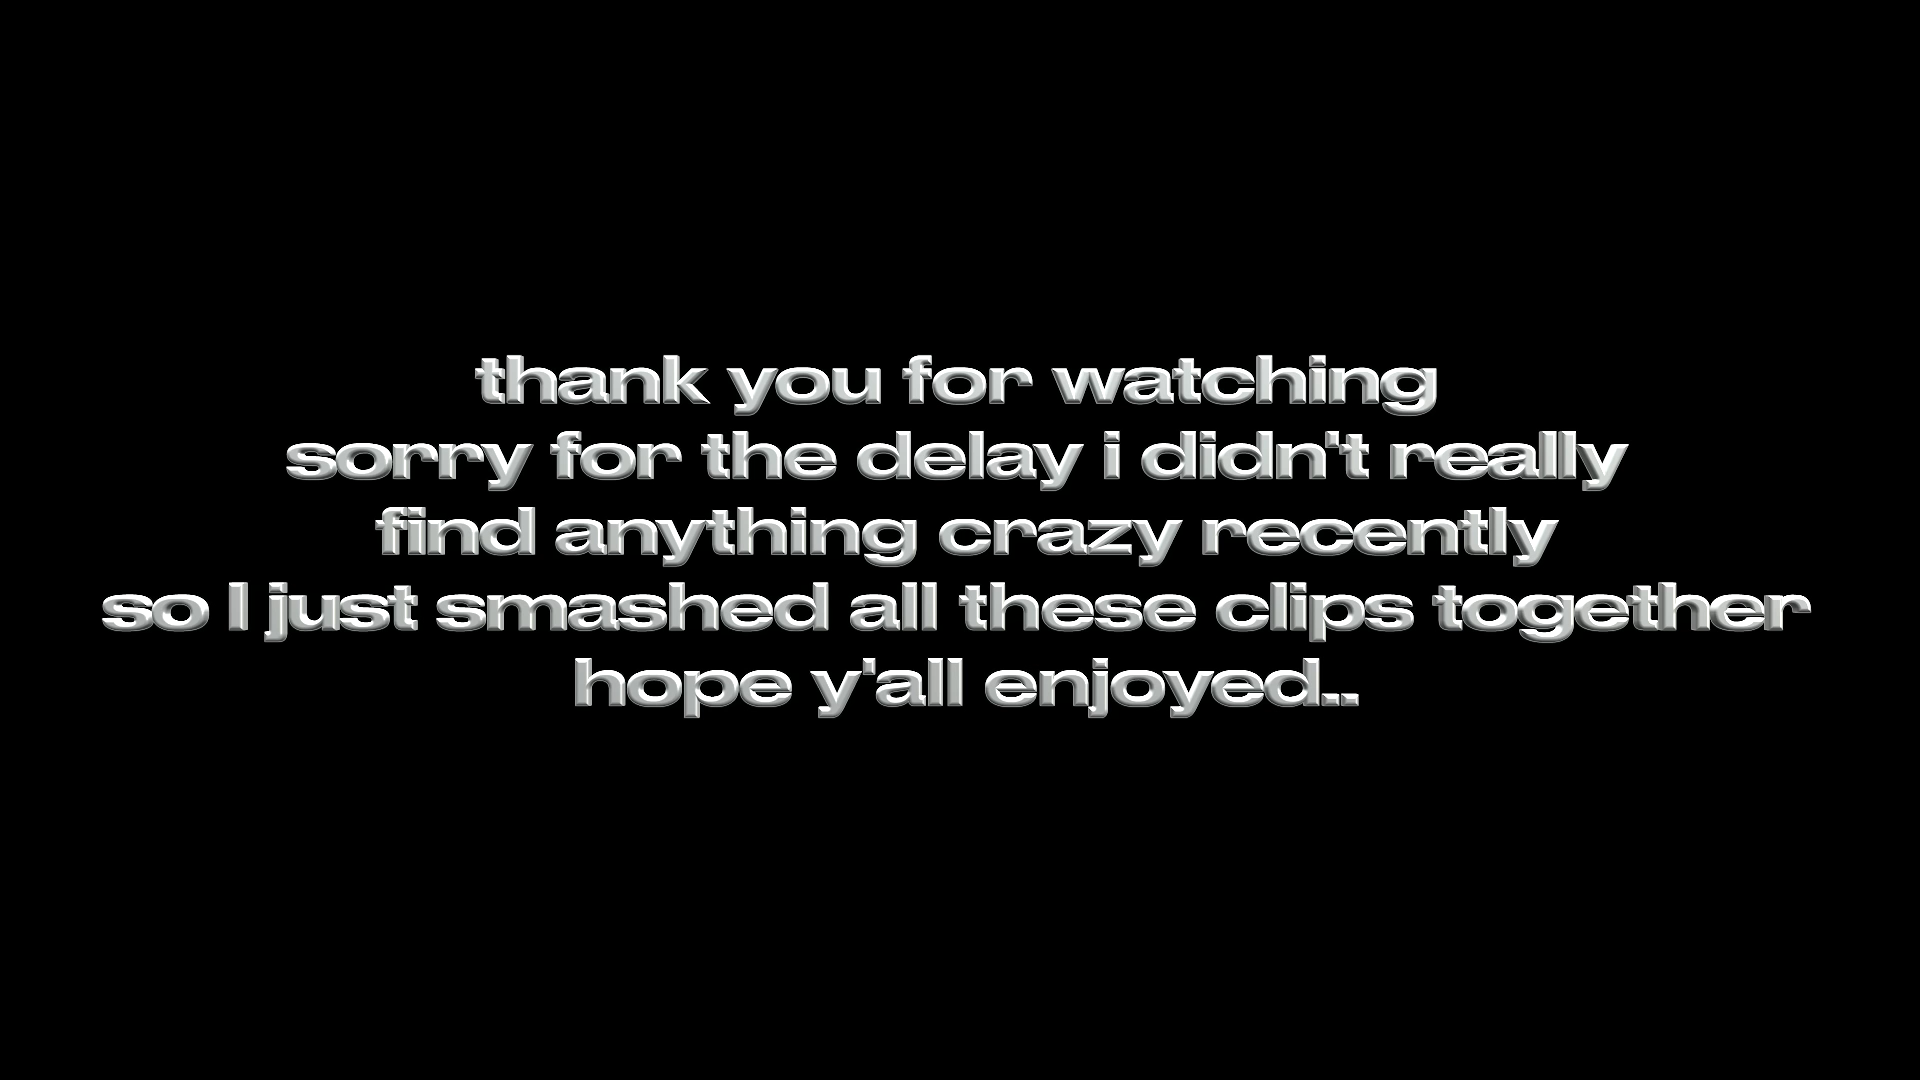 thank you for watching
sorry for the delay i didn't really
find anything crazy recently
so I just smashed all these clips together
hope y'all enjoyed..